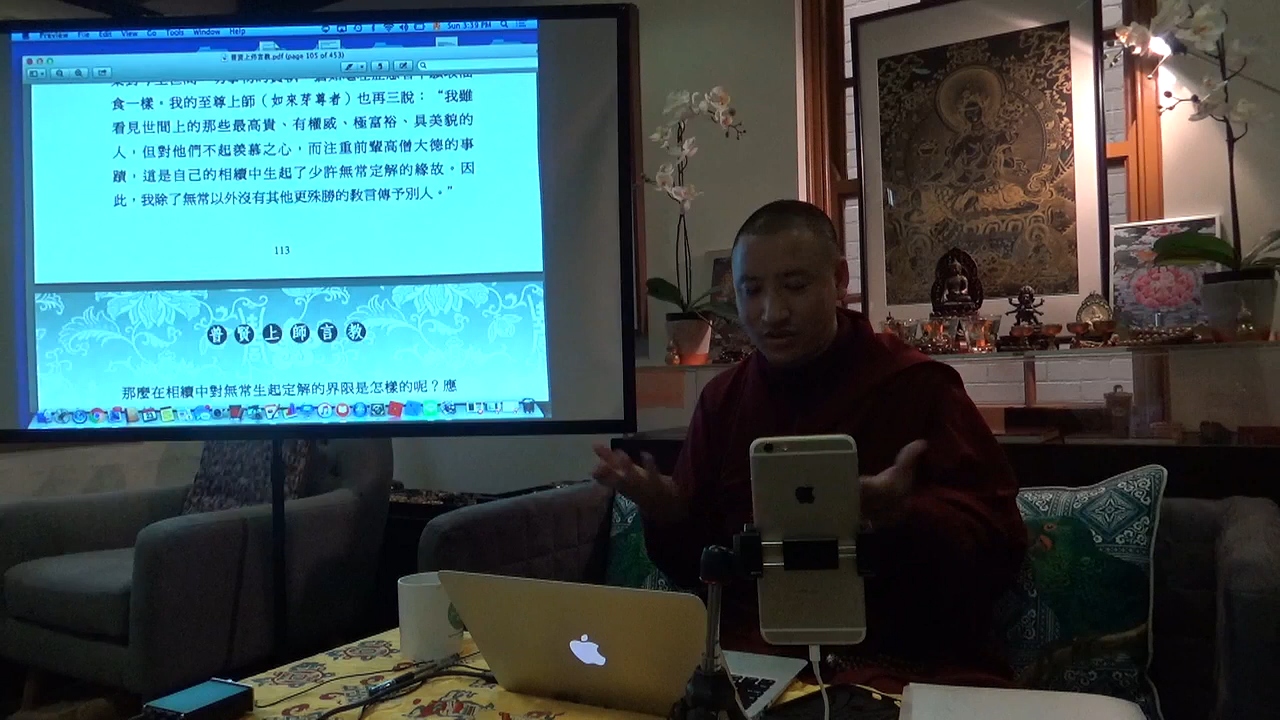 Preview File Edit View Go Tools Window Help
Sun 3:39 PM
普賢上師言教.pdf (page 105 of 453)
食一樣。我的至尊上師（如來芽尊者）也再三說：“我雖
看見世間上的那些最高貴、有權威、極富裕、具美貌的
人，但對他們不起羨慕之心，而注重前輩高僧大德的事
蹟，這是自己的相續中生起了少許無常定解的緣故。因
此，我除了無常以外沒有其他更殊勝的教言傳予別人。”
113
普賢上師言教
那麼在相續中對無常生起定解的界限是怎樣的呢？應
iPhone